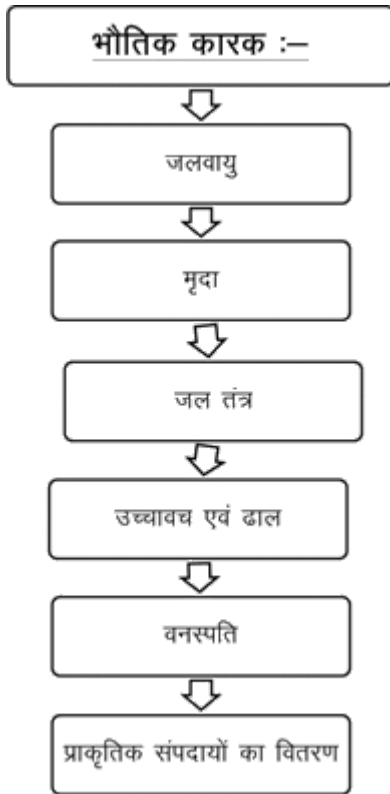 भौतिक कारक :–
जलवायु
मृदा
जल तंत्र
उच्चावच एवं ढाल
वनस्पति
प्राकृतिक संपदायों का वितरण